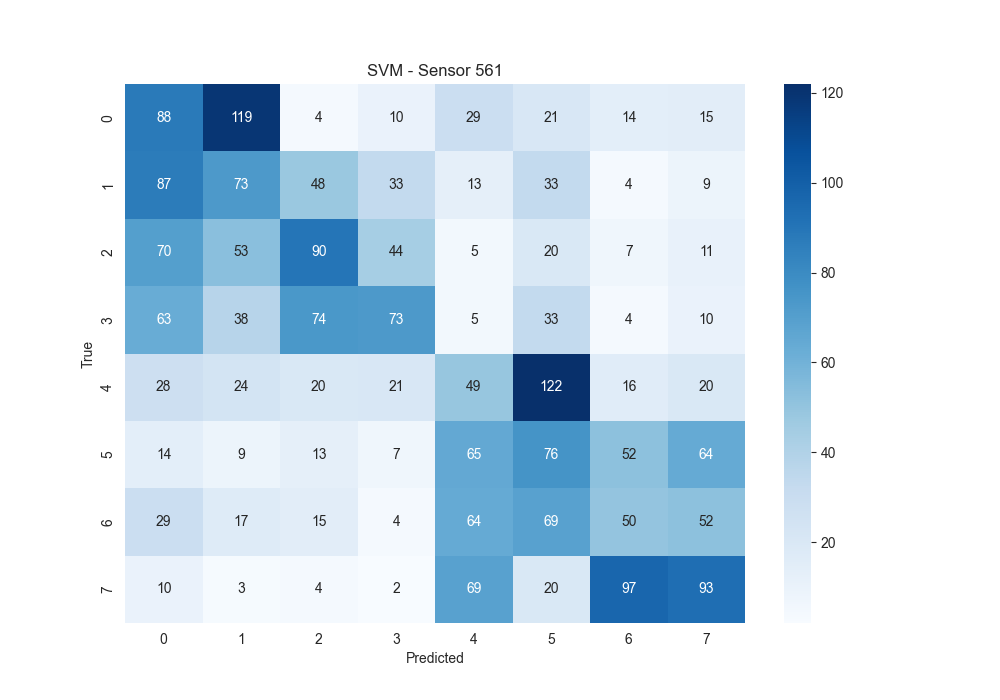 SVM - Sensor 561
0 88 119 4 10 29 21 14 15
1 87 73 48 33 13 33 4 9
2 70 53 90 44 5 20 7 11
3 63 38 74 73 5 33 4 10
4 28 24 20 21 49 122 16 20
5 14 9 13 7 65 76 52 64
6 29 17 15 4 64 69 50 52
7 10 3 4 2 69 20 97 93
0 1 2 3 4 5 6 7
Predicted
True
120
100
80
60
40
20